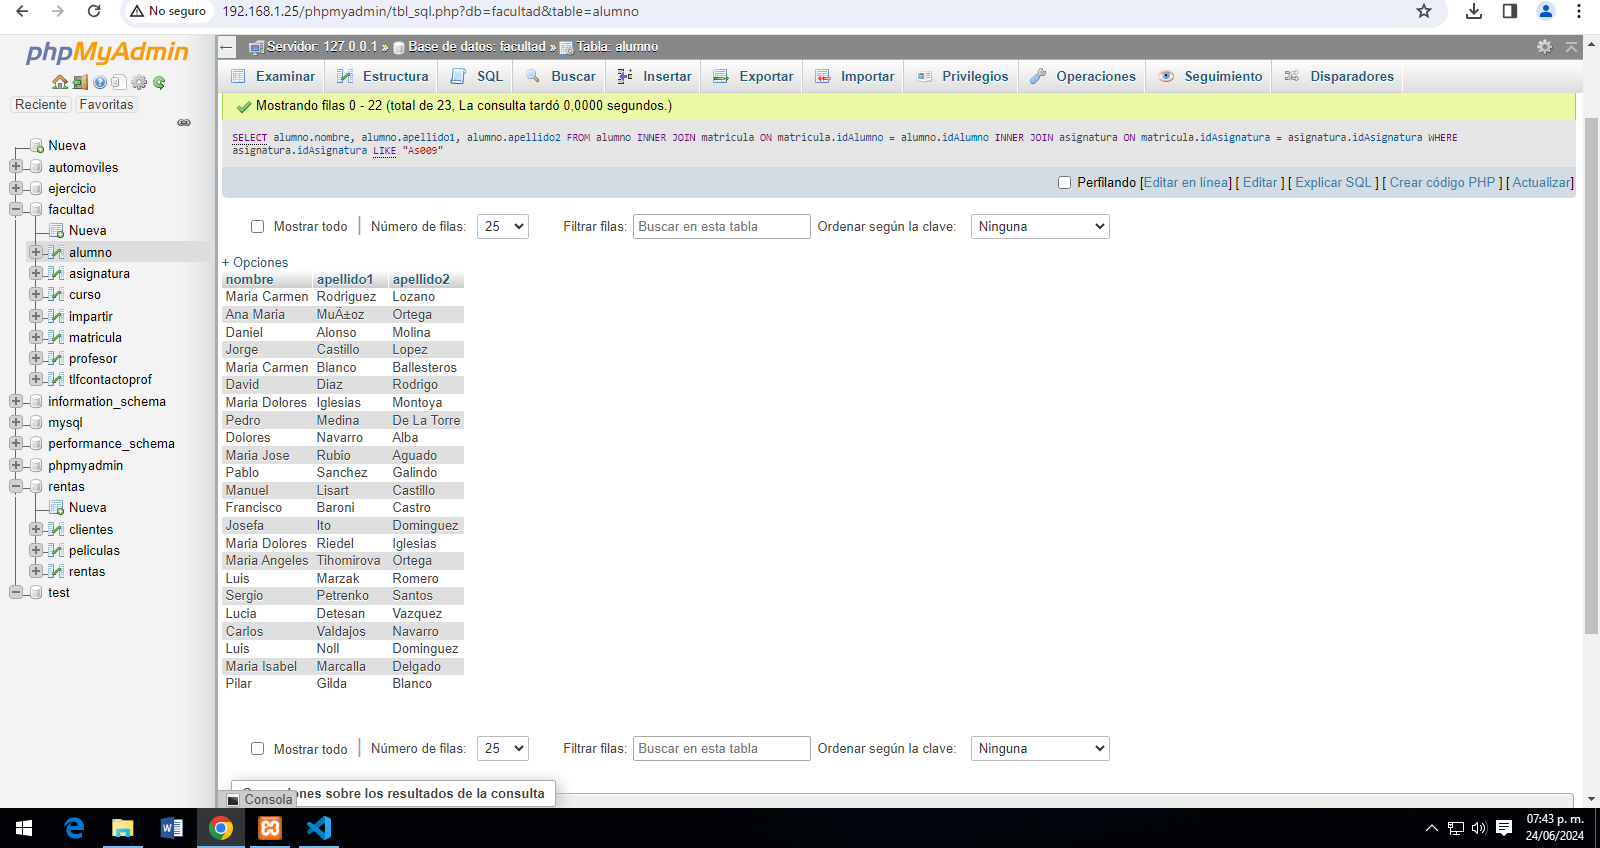 No seguro
192.168.1.25/phpmyadmin/tbl_sql.php?db=facultad&table=alumno
phpMyAdmin
Reciente Favoritas
Nueva
automoviles
ejercicio
facultad
Nueva
alumno
asignatura
curso
impartir
matricula
profesor
tlfcontactoprof
information_schema
mysql
performance_schema
phpmyadmin
rentas
Nueva
clientes
peliculas
rentas
test
Servidor: 127.0.0.1 » Base de datos: facultad » Tabla: alumno
Examinar Estructura SQL Buscar Insertar Exportar Importar Privilegios Operaciones Seguimiento Disparadores
Mostrando filas 0 - 22 (total de 23, La consulta tardó 0,0000 segundos.)
SELECT alumno.nombre, alumno.apellido1, alumno.apellido2 FROM alumno INNER JOIN matricula ON matricula.idAlumno = alumno.idAlumno INNER JOIN asignatura ON matricula.idAsignatura = asignatura.idAsignatura WHERE
asignatura.idAsignatura LIKE "As009"
Perfilando [Editar en línea] [ Editar ] [ Explicar SQL ] [ Crear código PHP ] [ Actualizar]
Mostrar todo | Número de filas: 25 Filtrar filas: Buscar en esta tabla Ordenar según la clave: Ninguna
+ Opciones
nombre apellido1 apellido2
Maria Carmen Rodriguez Lozano
Ana Maria MuÄ±oz Ortega
Daniel Alonso Molina
Jorge Castillo Lopez
Maria Carmen Blanco Ballesteros
David Diaz Rodrigo
Maria Dolores Iglesias Montoya
Pedro Medina De La Torre
Dolores Navarro Alba
Maria Jose Rubio Aguado
Pablo Sanchez Galindo
Manuel Lisart Castillo
Francisco Baroni Castro
Josefa Ito Dominguez
Maria Dolores Riedel Iglesias
Maria Angeles Tihomirova Ortega
Luis Marzak Romero
Sergio Petrenko Santos
Lucia Detesan Vazquez
Carlos Valdajos Navarro
Luis Noll Dominguez
Maria Isabel Marcalla Delgado
Pilar Gilda Blanco
Mostrar todo | Número de filas: 25 Filtrar filas: Buscar en esta tabla Ordenar según la clave: Ninguna
sobre los resultados de la consulta
Consola
07:43 p. m.
24/06/2024